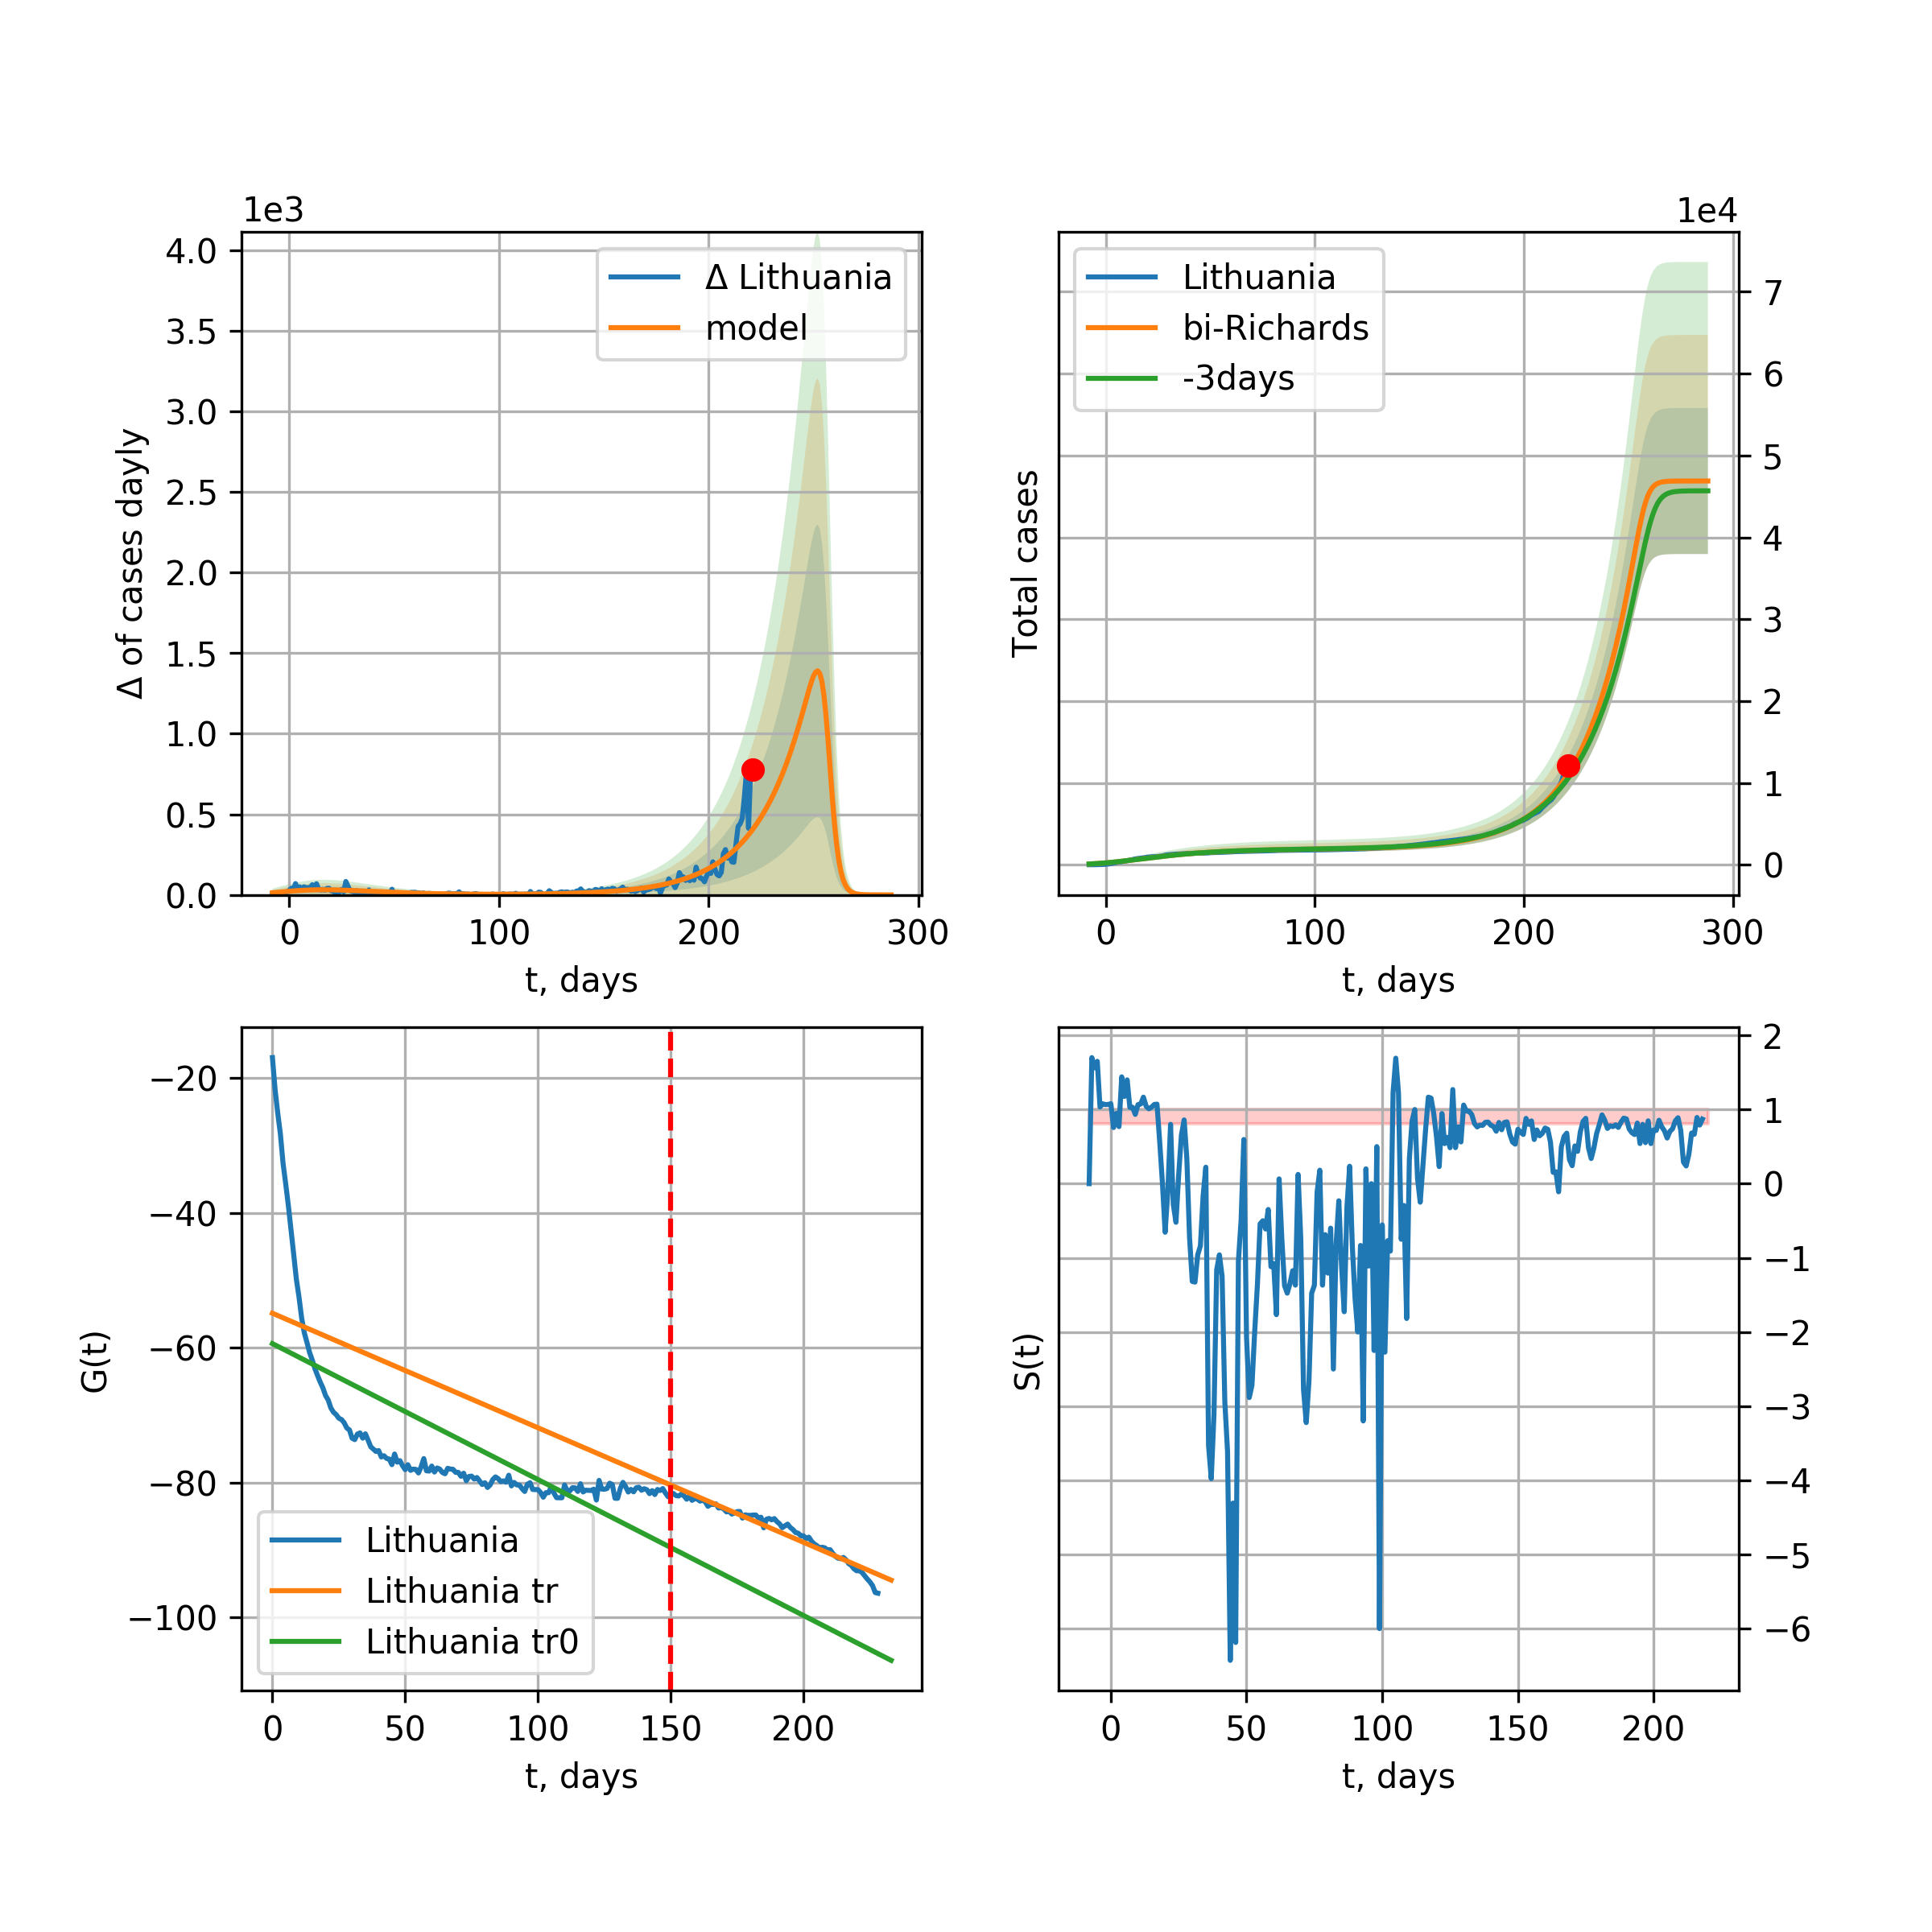 1e3
4.0
3.5
3.0
2.5
2.0
1.5
1.0
0.5
0.0
Δ of cases dayly
Δ Lithuania
model
0 100 200 300
t, days
1e4
7
6
5
4
3
2
1
0
Total cases
Lithuania
bi-Richards
-3days
0 100 200 300
t, days
−20
−40
−60
−80
−100
G(t)
Lithuania
Lithuania tr
Lithuania tr0
0 50 100 150 200
t, days
2
1
0
−1
−2
−3
−4
−5
−6
S(t)
0 50 100 150 200
t, days